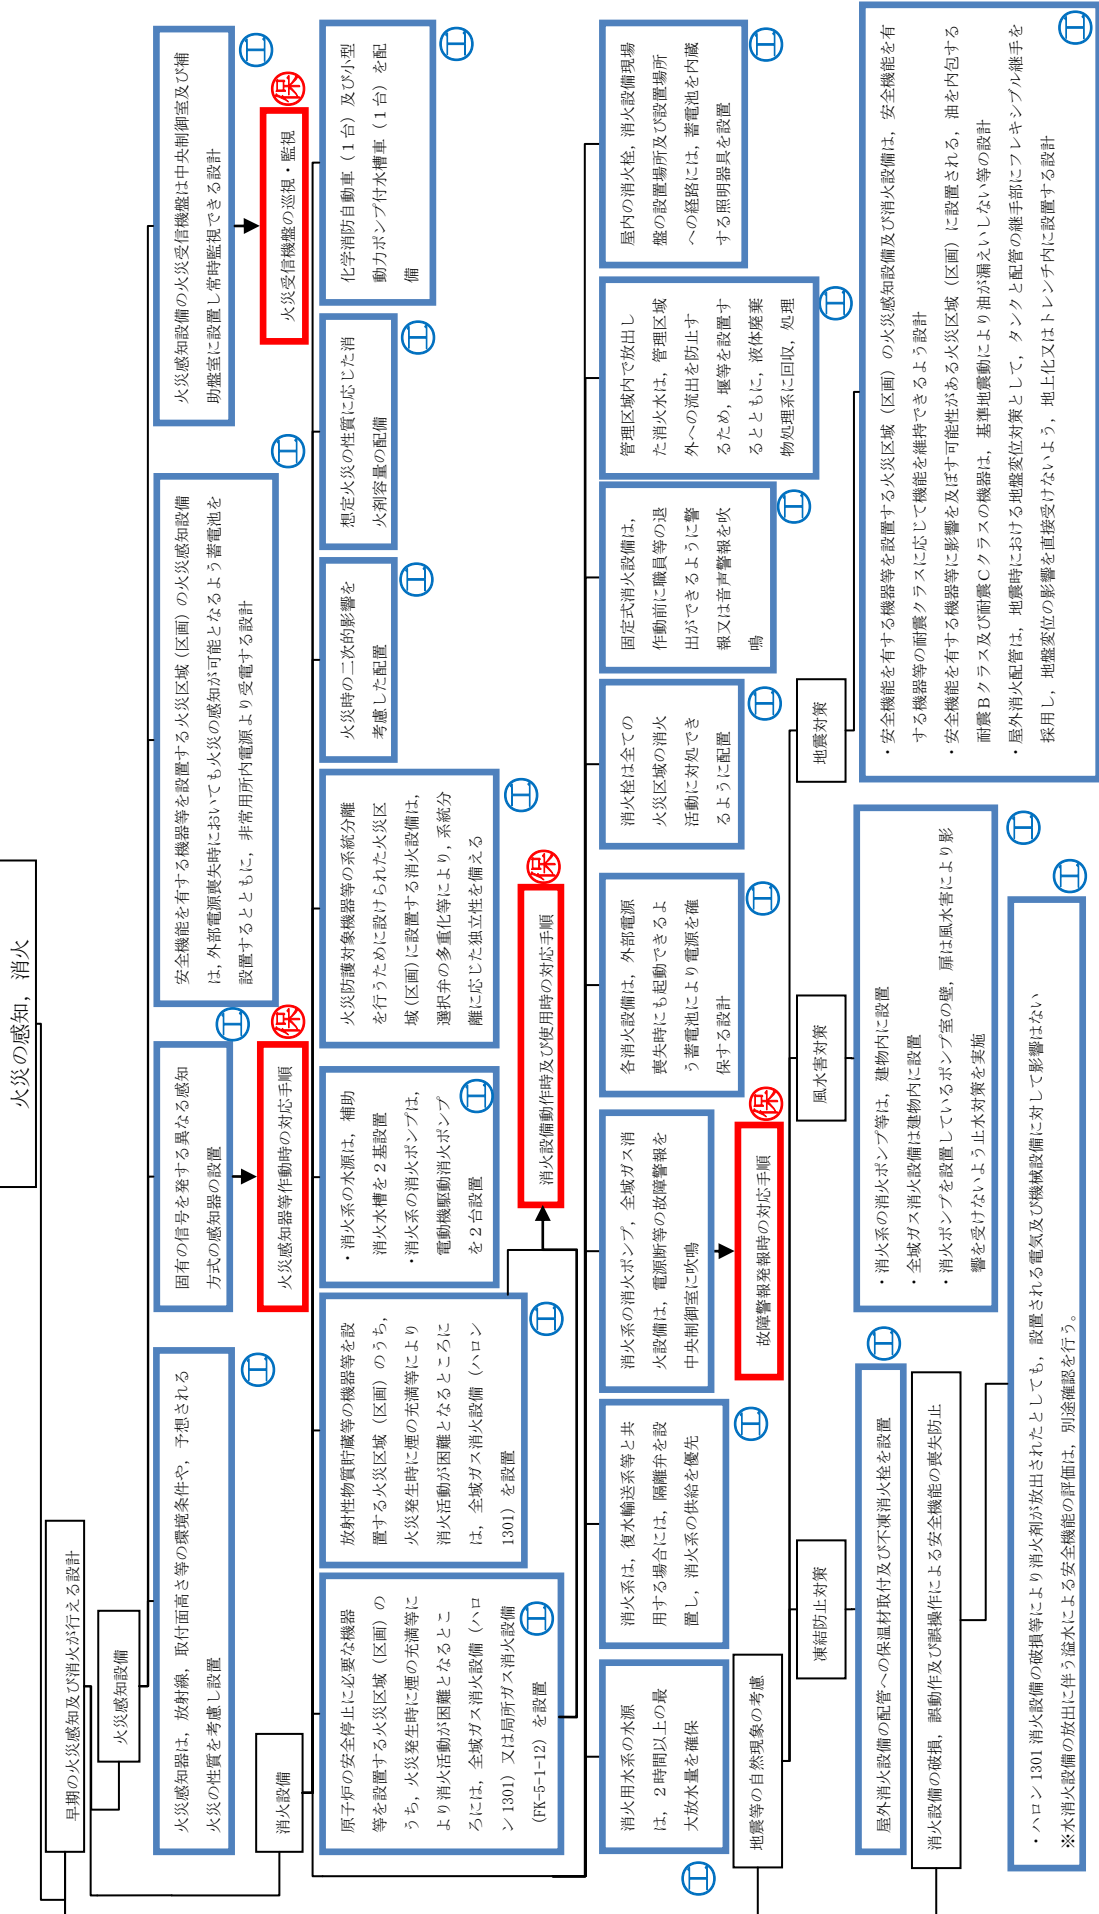 火災の感知，消火
早期の火災感知及び消火が行える設計
火災感知設備
火災感知器は，放射線，取付面高さ等の環境条件や，予想される
火災の性質を考慮し設置
工
固有の信号を発する異なる感知
方式の感知器の設置
工
火災感知器等作動時の対応手順
保
安全機能を有する機器等を設置する火災区域(区画)の火災感知設備
は，外部電源喪失時においても火災の感知が可能となるよう蓄電池を
設置するとともに，非常用所内電源より受電する設計
工
火災感知設備の火災受信機盤は中央制御室及び補
助盤室に設置し常時監視できる設計
工
火災受信機盤の巡視・監視
保
消火設備
原子炉の安全停止に必要な機器
等を設置する火災区域(区画)の
うち，火災発生時に煙の充満等に
より消火活動が困難となるとこ
ろには，全域ガス消火設備（ハロ
ン1301）又は局所ガス消火設備
(FK-5-1-12）を設置
工
放射性物質貯蔵等の機器等を設
置する火災区域（区画）のうち，
火災発生時に煙の充満等により
消火活動が困難となるところに
は，全域ガス消火設備（ハロン
1301）を設置
工
・消火系の水源は，補助
消火水槽を２基設置
・消火系の消火ポンプは，
電動機駆動消火ポンプ
を２台設置
工
消火設備動作時及び使用時の対応手順
保
火災防護対象機器等の系統分離
を行うために設けられた火災区
域(区画)に設置する消火設備は，
選択弁の多重化等により，系統分
離に応じた独立性を備える
工
火災時の二次的影響を
考慮した配置
工
想定火災の性質に応じた消
火剤容量の配備
工
化学消防自動車（１台）及び小型
動力ポンプ付水槽車（１台）を配
備
工
消火用水系の水源
は，２時間以上の最
大放水量を確保
工
消火系は，復水輸送系等と共
用する場合には，隔離弁を設
置し，消火系の供給を優先
工
消火系の消火ポンプ，全域ガス消
火設備は，電源断等の故障警報を
中央制御室に吹鳴
故障警報発報時の対応手順
保
各消火設備は，外部電源
喪失時にも起動できるよ
う蓄電池により電源を確
保する設計
工
消火栓は全ての
火災区域の消火
活動に対処でき
るように配置
工
固定式消火設備は，
作動前に職員等の退
出ができるように警
報又は音声警報を吹
鳴
工
管理区域内で放出し
た消火水は，管理区域
外への流出を防止す
るため，堰等を設置す
るとともに，液体廃棄
物処理系に回収，処理
工
屋内の消火栓，消火設備現場
盤の設置場所及び設置場所
への経路には，蓄電池を内蔵
する照明器具を設置
工
地震等の自然現象の考慮
凍結防止対策
屋外消火設備の配管への保温材取付及び不凍消火栓を設置
工
風水害対策
・消火系の消火ポンプ等は，建物内に設置
・全域ガス消火設備は建物内に設置
・消火ポンプを設置しているポンプ室の壁，扉は風水害により影
響を受けないよう止水対策を実施
工
地震対策
・安全機能を有する機器等を設置する火災区域（区画）の火災感知設備及び消火設備は，安全機能を有
する機器等の耐震クラスに応じて機能を維持できるよう設計
・安全機能を有する機器等に影響を及ぼす可能性がある火災区域（区画）に設置される，油を内包する
耐震Ｂクラス及び耐震Ｃクラスの機器は，基準地震動により油が漏えいしない等の設計
・屋外消火配管は，地震時における地盤変位対策として，タンクと配管の継手部にフレキシブル継手を
採用し，地盤変位の影響を直接受けないよう，地上化又はトレンチ内に設置する設計
工
消火設備の破損，誤動作及び誤操作による安全機能の喪失防止
・ハロン1301消火設備の破損等により消火剤が放出されたとしても，設置される電気及び機械設備に対して影響はない
※水消火設備の放出に伴う溢水による安全機能の評価は，別途確認を行う。
工